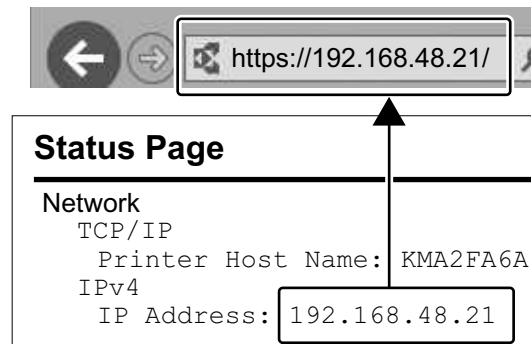 https://192.168.48.21/
Status Page
Network
TCP/IP
Printer Host Name: KMA2FA6A
IPv4
IP Address: 192.168.48.21